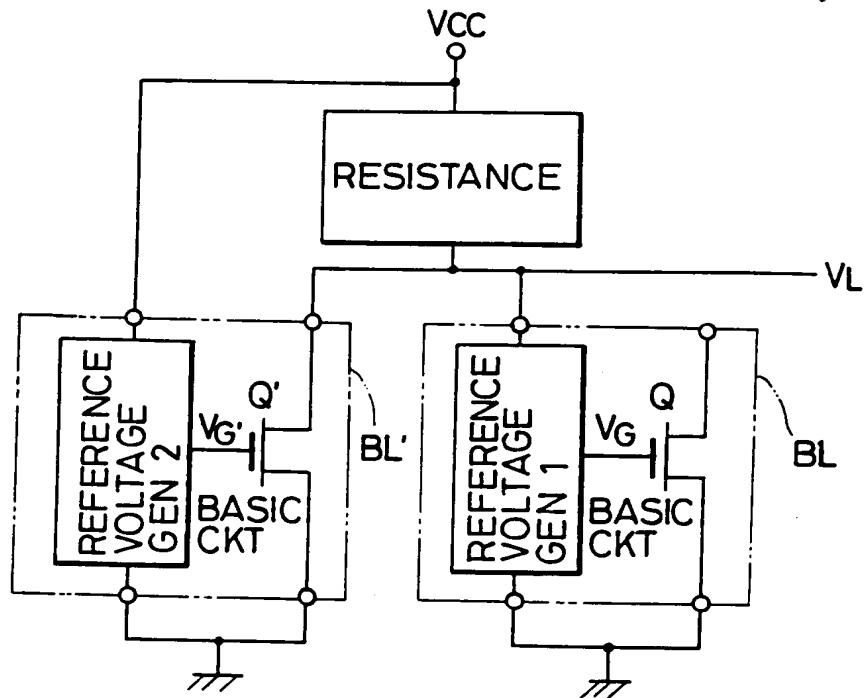 VCC
RESISTANCE
VL
REFERENCE
VOLTAGE
GEN 2
VG'
Q'
BASIC
CKT
BL'
REFERENCE
VOLTAGE
GEN 1
VG
Q
BASIC
CKT
BL